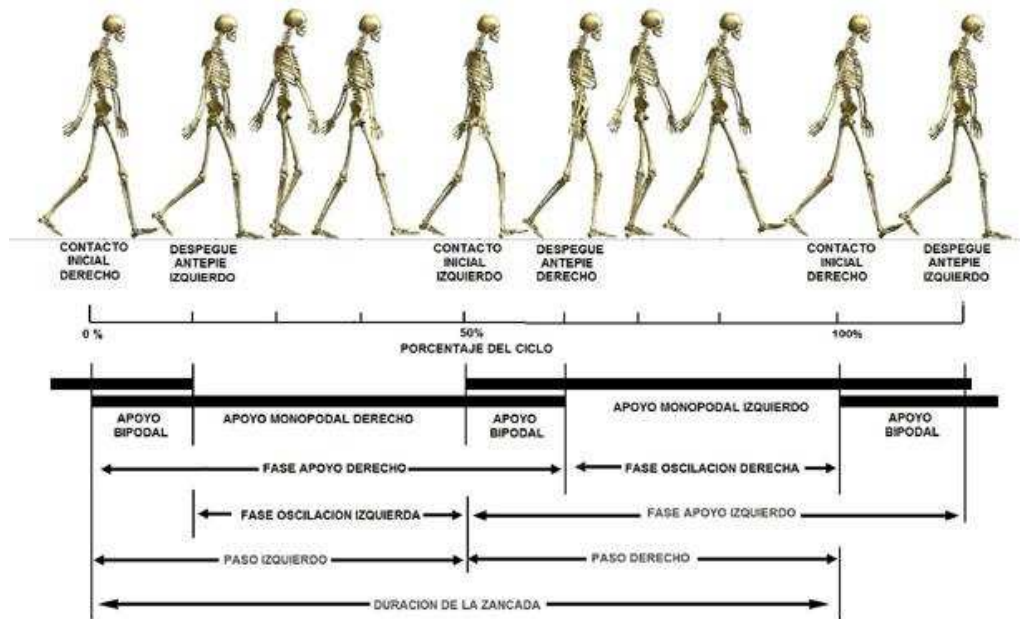 CONTACTO
INICIAL
DERECHO
DESPEGUE
ANTEPIE
IZQUIERDO
CONTACTO
INICIAL
IZQUIERDO
DESPEGUE
ANTEPIE
DERECHO
CONTACTO
INICIAL
DERECHO
DESPEGUE
ANTEPIE
IZQUIERDO
0 %
50%
100%
PORCENTAJE DEL CICLO
APOYO
BIPODAL
APOYO MONOPODAL DERECHO
APOYO
BIPODAL
APOYO MONOPODAL IZQUIERDO
APOYO
BIPODAL
FASE APOYO DERECHO
FASE OSCILACION DERECHA
FASE OSCILACION IZQUIERDA
FASE APOYO IZQUIERDO
PASO IZQUIERDO
PASO DERECHO
DURACION DE LA ZANCADA